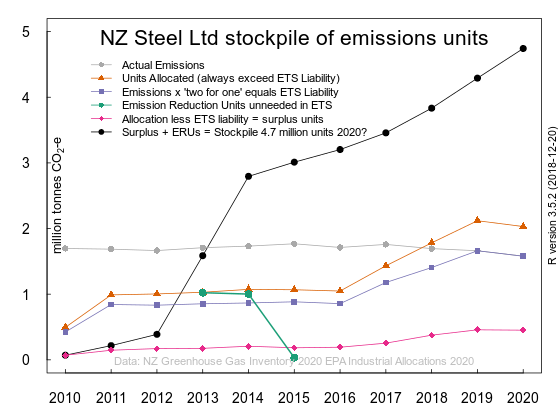 NZ Steel Ltd stockpile of emissions units
Actual Emissions
Units Allocated (always exceed ETS Liability)
Emissions x 'two for one' equals ETS Liability
Emission Reduction Units unneeded in ETS
Allocation less ETS liability = surplus units
Surplus + ERUs = Stockpile 4.7 million units 2020?
million tonnes CO2-e
5
4
3
2
1
0
R version 3.5.2 (2018-12-20)
Data: NZ Greenhouse Gas Inventory 2020 EPA Industrial Allocations 2020
2010 2011 2012 2013 2014 2015 2016 2017 2018 2019 2020